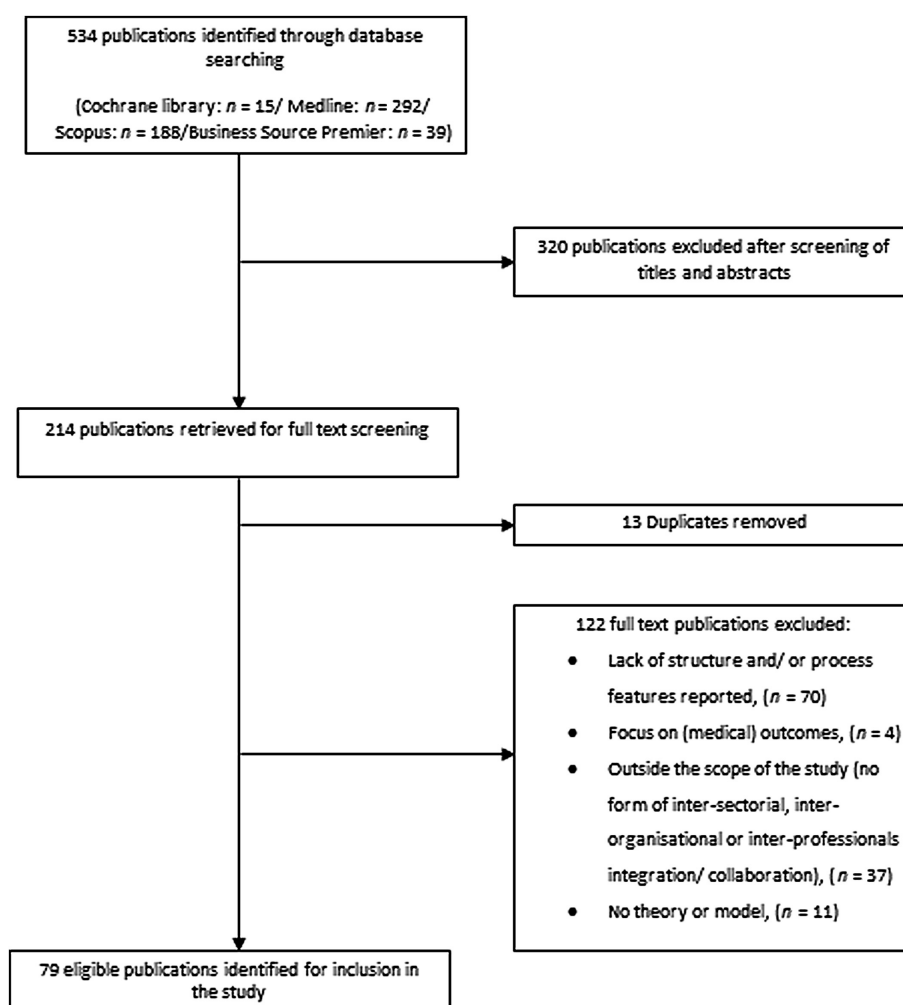 534 publications identified through database
searching
(Cochrane library: n = 15/ Medline: n = 292/
Scopus: n = 188/Business Source Premier: n = 39)
320 publications excluded after screening of
titles and abstracts
214 publications retrieved for full text screening
13 Duplicates removed
122 full text publications excluded:
• Lack of structure and/ or process
features reported, (n = 70)
• Focus on (medical) outcomes, (n = 4)
• Outside the scope of the study (no
form of inter-sectorial, inter-
organisational or inter-professionals
integration/ collaboration), (n = 37)
• No theory or model, (n = 11)
79 eligible publications identified for inclusion in
the study